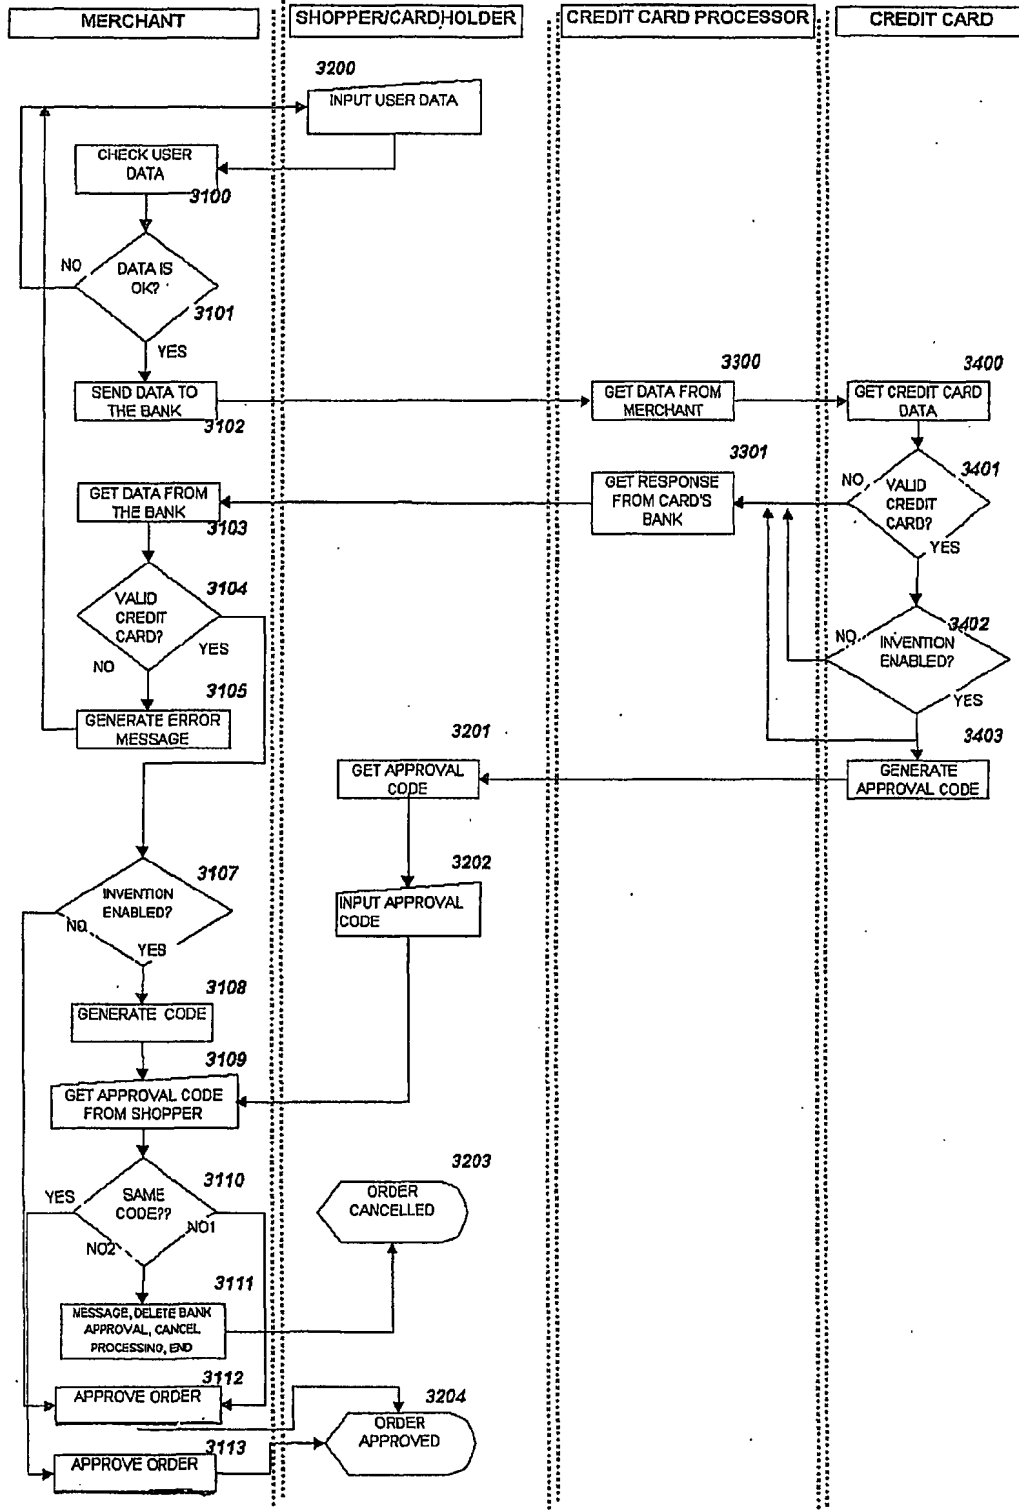 MERCHANT
SHOPPER/CARDHOLDER
CREDIT CARD PROCESSOR
CREDIT CARD
3200
INPUT USER DATA
CHECK USER
DATA
3100
NO
DATA IS
OK?
3101
YES
SEND DATA TO
THE BANK
3102
3300
GET DATA FROM
MERCHANT
3400
GET CREDIT CARD
DATA
3401
NO
VALID
CREDIT
CARD?
YES
3301
GET RESPONSE
FROM CARD'S
BANK
GET DATA FROM
THE BANK
3103
3104
VALID
CREDIT
CARD?
YES
NO
3105
GENERATE ERROR
MESSAGE
3402
NO
INVENTION
ENABLED?
YES
3403
GENERATE
APPROVAL CODE
3201
GET APPROVAL
CODE
3202
INPUT APPROVAL
CODE
3107
INVENTION
ENABLED?
NO
YES
3108
GENERATE CODE
3109
GET APPROVAL CODE
FROM SHOPPER
3110
YES
SAME
CODE??
NO1
NO2
3203
ORDER
CANCELLED
3111
MESSAGE, DELETE BANK
APPROVAL, CANCEL
PROCESSING, END
3112
APPROVE ORDER
3204
ORDER
APPROVED
3113
APPROVE ORDER